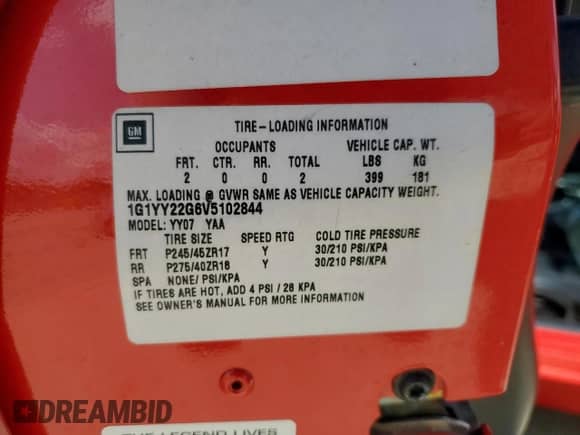 GM
TIRE-LOADING INFORMATION
OCCUPANTS VEHICLE CAP. WT.
FRT. CTR. RR. TOTAL LBS KG
2 0 0 2 399 181
MAX. LOADING @ GVWR SAME AS VEHICLE CAPACITY WEIGHT.
1G1YY22G6V5102844
MODEL: YY07 YAA
TIRE SIZE SPEED RTG COLD TIRE PRESSURE
FRT P245/45ZR17 Y 30/210 PSI/KPA
RR P275/40ZR18 Y 30/210 PSI/KPA
SPA NONE/ PSI/KPA
IF TIRES ARE HOT, ADD 4 PSI / 28 KPA
SEE OWNER'S MANUAL FOR MORE INFORMATION
DREAMBID
THE LEGEND LIVES